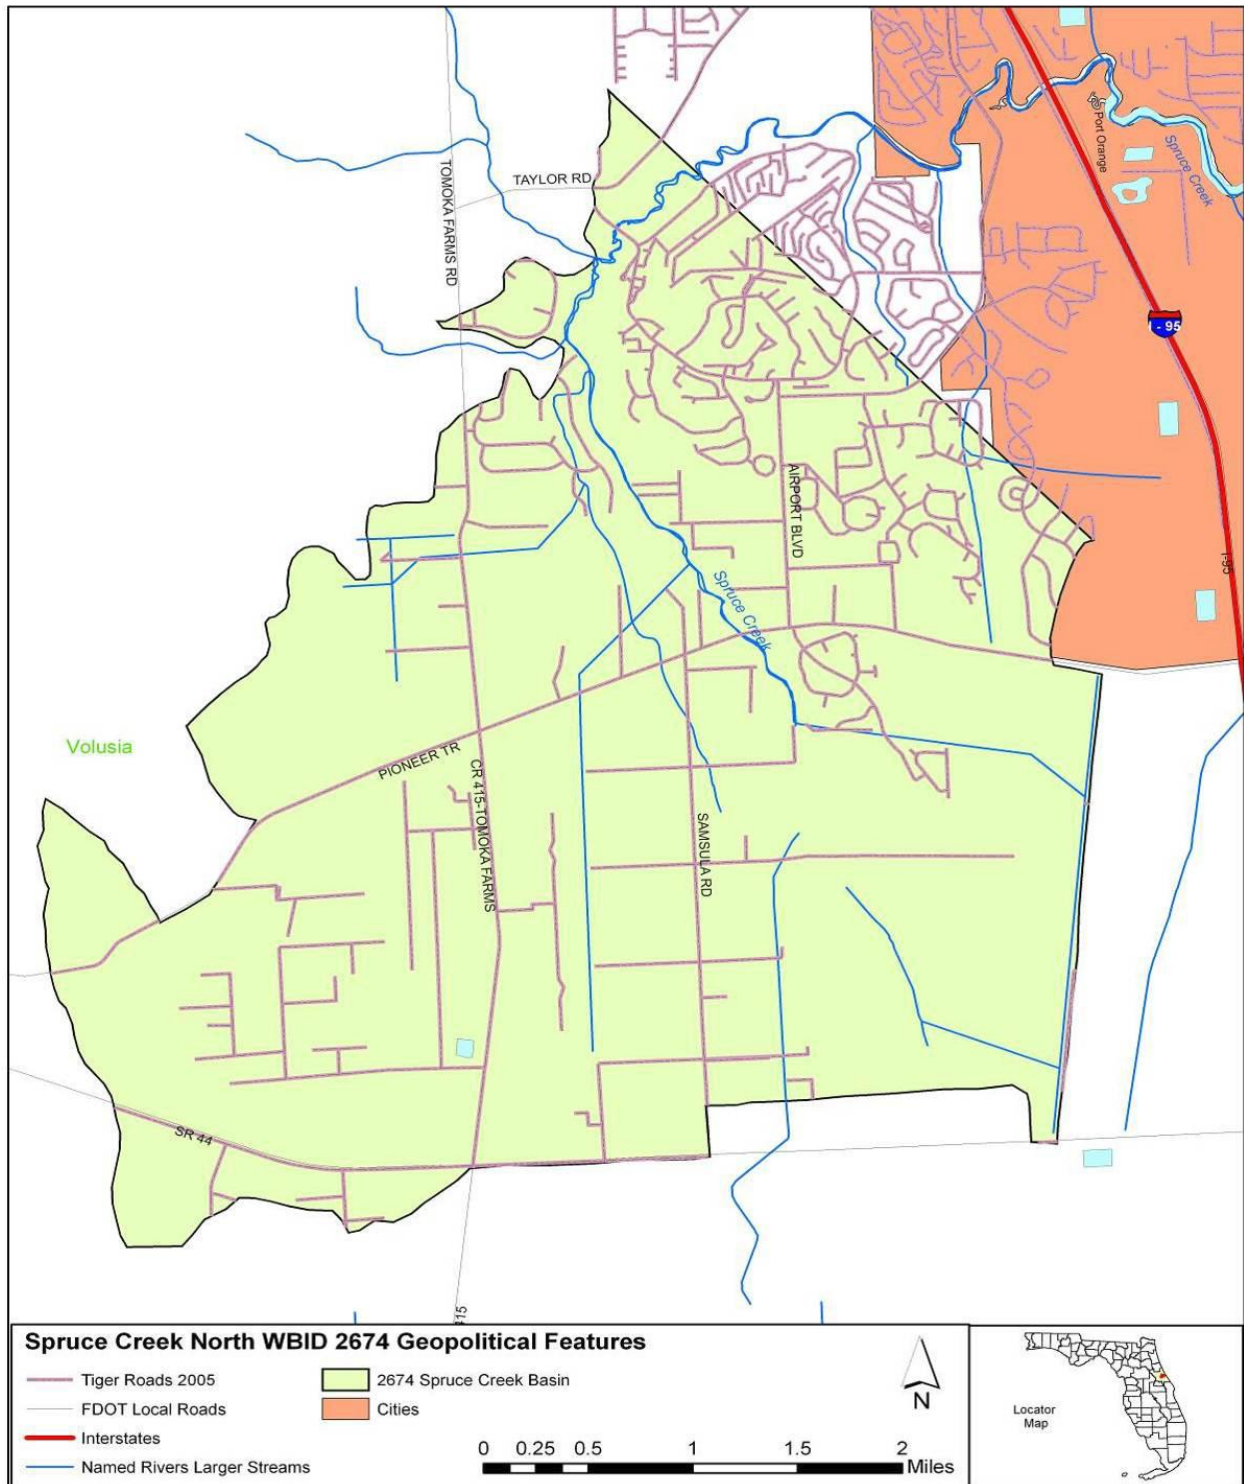 TAYLOR RD
TOMOKA FARMS RD
Port Orange
Spruce Creek
I - 95
AIRPORT BLVD
I-95
Spruce Creek
Volusia
PIONEER TR
CR 415-TOMOKA FARMS
SAMSULA RD
SR 44
Spruce Creek North WBID 2674 Geopolitical Features
Tiger Roads 2005
2674 Spruce Creek Basin
FDOT Local Roads
Cities
Interstates
Named Rivers Larger Streams
N
0 0.25 0.5 1 1.5 2
Miles
Locator
Map